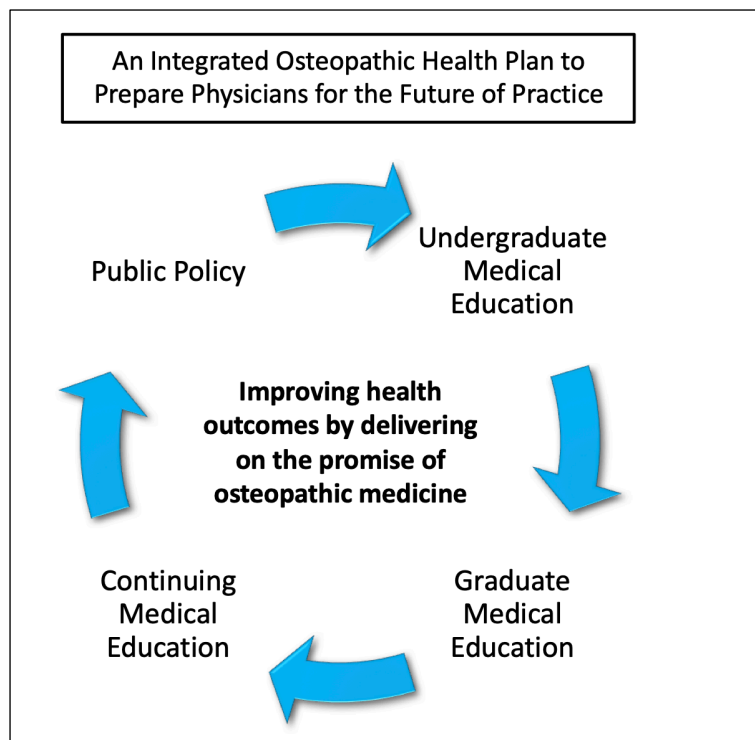 An Integrated Osteopathic Health Plan to
Prepare Physicians for the Future of Practice
Public Policy
Undergraduate
Medical
Education
Improving health
outcomes by delivering
on the promise of
osteopathic medicine
Continuing
Medical
Education
Graduate
Medical
Education